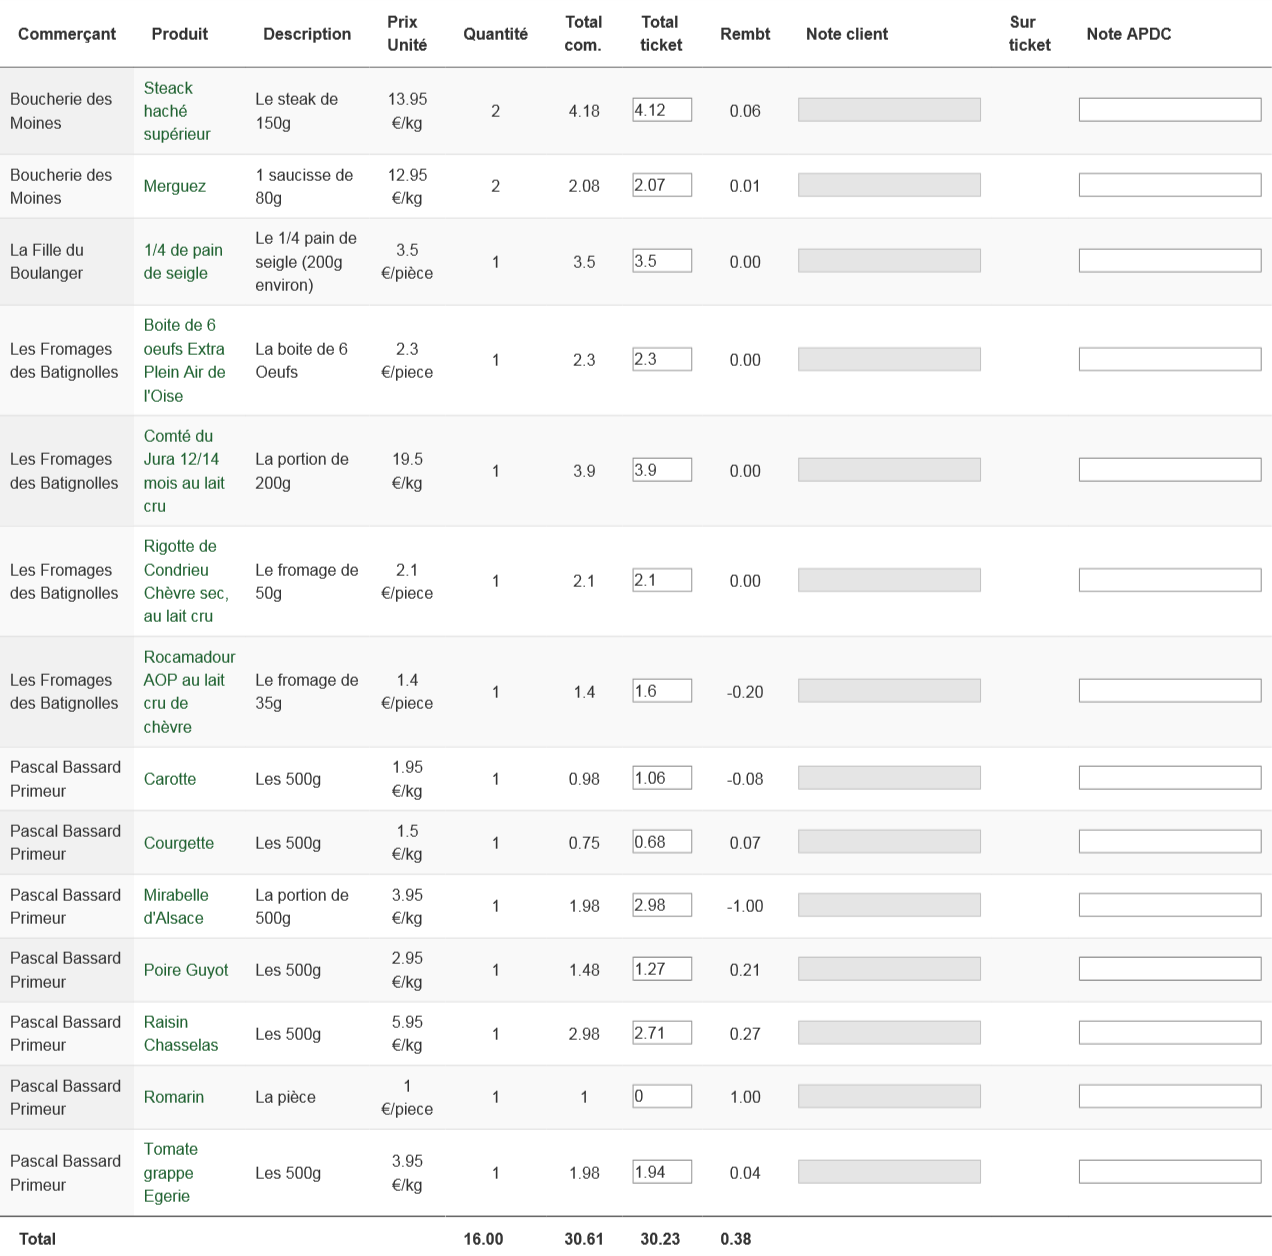 Commerçant Produit Description Prix Unité Quantité Total com. Total ticket Rembt Note client Sur ticket Note APDC
Boucherie des Moines Steack haché supérieur Le steak de 150g 13.95 €/kg 2 4.18 4.12 0.06
Boucherie des Moines Merguez 1 saucisse de 80g 12.95 €/kg 2 2.08 2.07 0.01
La Fille du Boulanger 1/4 de pain de seigle Le 1/4 pain de seigle (200g environ) 3.5 €/pièce 1 3.5 3.5 0.00
Les Fromages des Batignolles Boite de 6 oeufs Extra Plein Air de l'Oise La boite de 6 Oeufs 2.3 €/piece 1 2.3 2.3 0.00
Les Fromages des Batignolles Comté du Jura 12/14 mois au lait cru La portion de 200g 19.5 €/kg 1 3.9 3.9 0.00
Les Fromages des Batignolles Rigotte de Condrieu Chèvre sec, au lait cru Le fromage de 50g 2.1 €/piece 1 2.1 2.1 0.00
Les Fromages des Batignolles Rocamadour AOP au lait cru de chèvre Le fromage de 35g 1.4 €/piece 1 1.4 1.6 -0.20
Pascal Bassard Primeur Carotte Les 500g 1.95 €/kg 1 0.98 1.06 -0.08
Pascal Bassard Primeur Courgette Les 500g 1.5 €/kg 1 0.75 0.68 0.07
Pascal Bassard Primeur Mirabelle d'Alsace La portion de 500g 3.95 €/kg 1 1.98 2.98 -1.00
Pascal Bassard Primeur Poire Guyot Les 500g 2.95 €/kg 1 1.48 1.27 0.21
Pascal Bassard Primeur Raisin Chasselas Les 500g 5.95 €/kg 1 2.98 2.71 0.27
Pascal Bassard Primeur Romarin La pièce 1 €/piece 1 1 0 1.00
Pascal Bassard Primeur Tomate grappe Egerie Les 500g 3.95 €/kg 1 1.98 1.94 0.04
Total 16.00 30.61 30.23 0.38